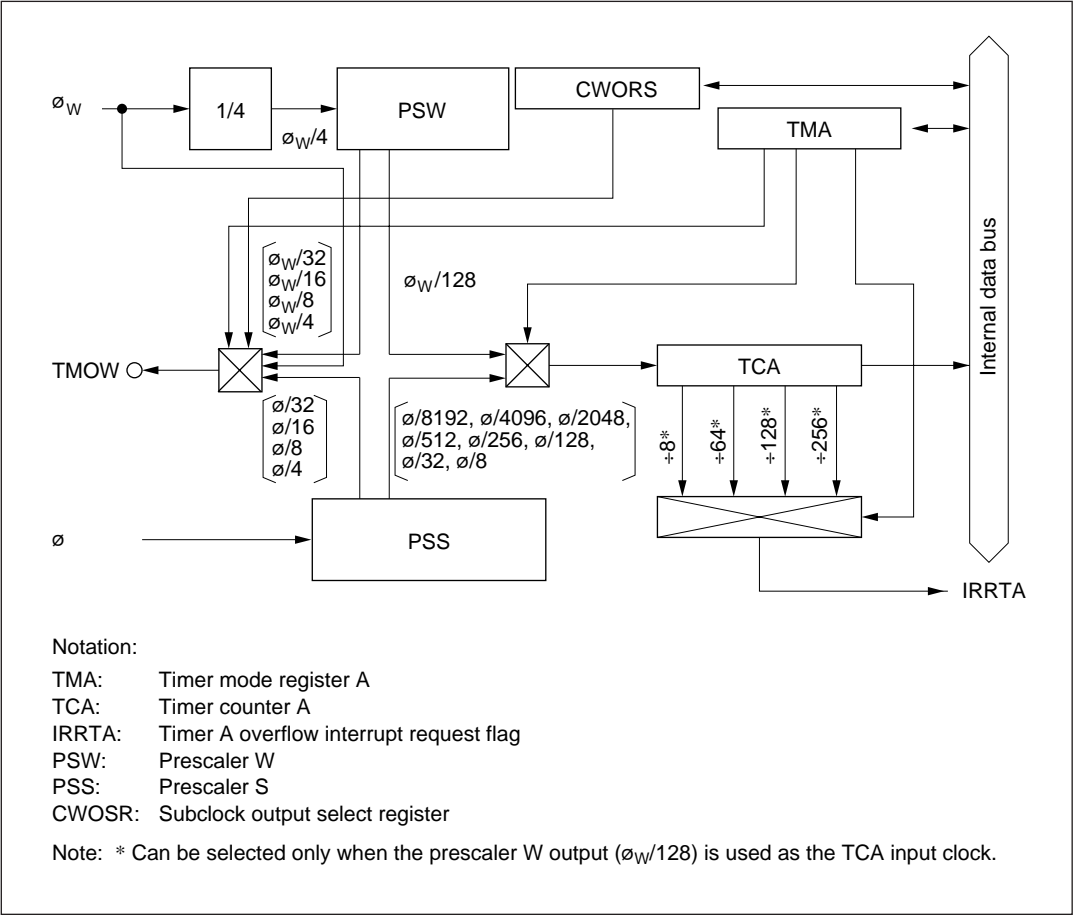 øW
1/4
øW/4
PSW
CWORS
TMA
Internal data bus
øW/32
øW/16
øW/8
øW/4
øW/128
TMOW
TCA
ø/32
ø/16
ø/8
ø/4
ø/8192, ø/4096, ø/2048,
ø/512, ø/256, ø/128,
ø/32, ø/8
÷8*
÷64*
÷128*
÷256*
ø
PSS
IRRTA
Notation:
TMA: Timer mode register A
TCA: Timer counter A
IRRTA: Timer A overflow interrupt request flag
PSW: Prescaler W
PSS: Prescaler S
CWOSR: Subclock output select register
Note: * Can be selected only when the prescaler W output (øW/128) is used as the TCA input clock.